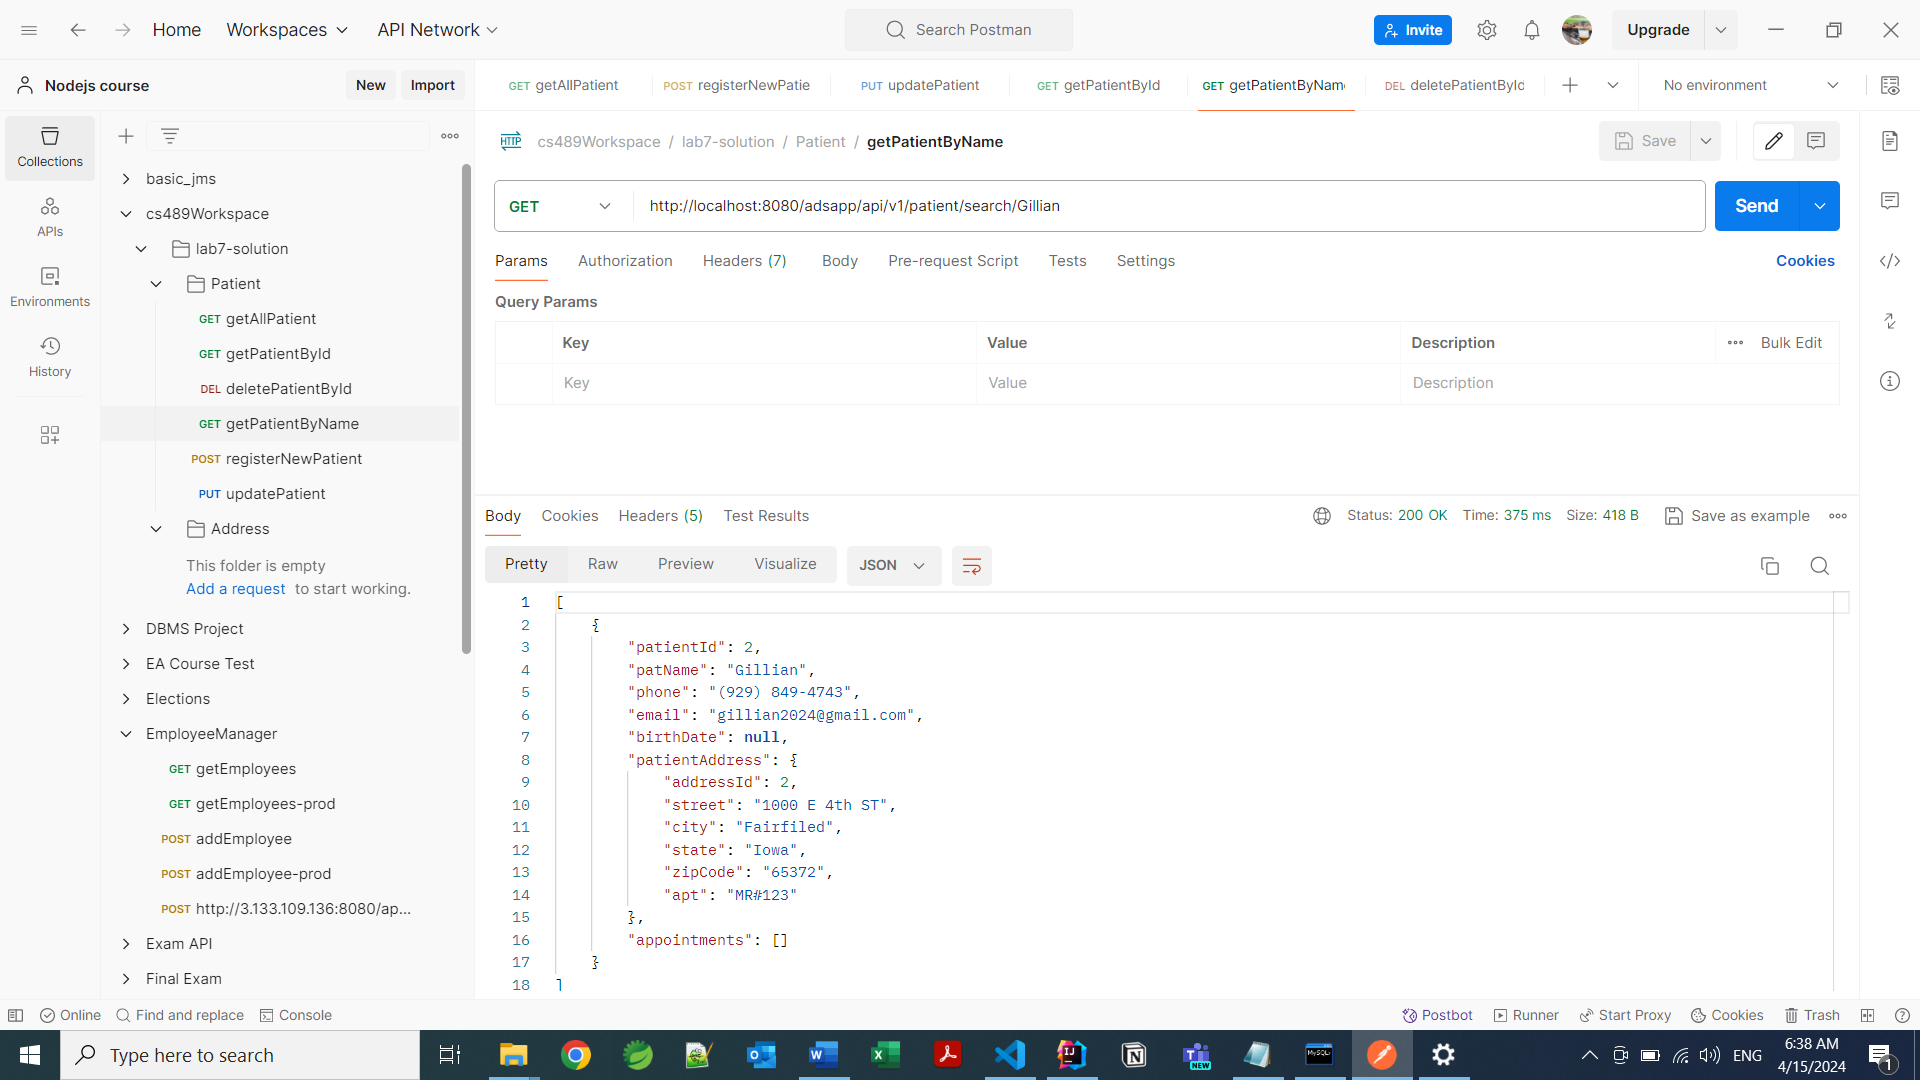 Home Workspaces API Network Search Postman Invite Upgrade
Nodejs course New Import
GET getAllPatient POST registerNewPatie PUT updatePatient GET getPatientById GET getPatientByNam DEL deletePatientById No environment
HTTP cs489Workspace / lab7-solution / Patient / getPatientByName Save
GET http://localhost:8080/adsapp/api/v1/patient/search/Gillian Send
Params Authorization Headers (7) Body Pre-request Script Tests Settings Cookies
Query Params
Key Value Description Bulk Edit
Key Value Description
Collections
APIs
Environments
History
basic_jms
cs489Workspace
lab7-solution
Patient
GET getAllPatient
GET getPatientById
DEL deletePatientById
GET getPatientByName
POST registerNewPatient
PUT updatePatient
Address
This folder is empty
Add a request to start working.
DBMS Project
EA Course Test
Elections
EmployeeManager
GET getEmployees
GET getEmployees-prod
POST addEmployee
POST addEmployee-prod
POST http://3.133.109.136:8080/ap...
Exam API
Final Exam
Body Cookies Headers (5) Test Results Status: 200 OK Time: 375 ms Size: 418 B Save as example
Pretty Raw Preview Visualize JSON
1 [
2 {
3 "patientId": 2,
4 "patName": "Gillian",
5 "phone": "(929) 849-4743",
6 "email": "gillian2024@gmail.com",
7 "birthDate": null,
8 "patientAddress": {
9 "addressId": 2,
10 "street": "1000 E 4th ST",
11 "city": "Fairfiled",
12 "state": "Iowa",
13 "zipCode": "65372",
14 "apt": "MR#123"
15 },
16 "appointments": []
17 }
18 ]
Online Find and replace Console Postbot Runner Start Proxy Cookies Trash
Type here to search
NEW
MySQL
ENG
6:38 AM
4/15/2024
1